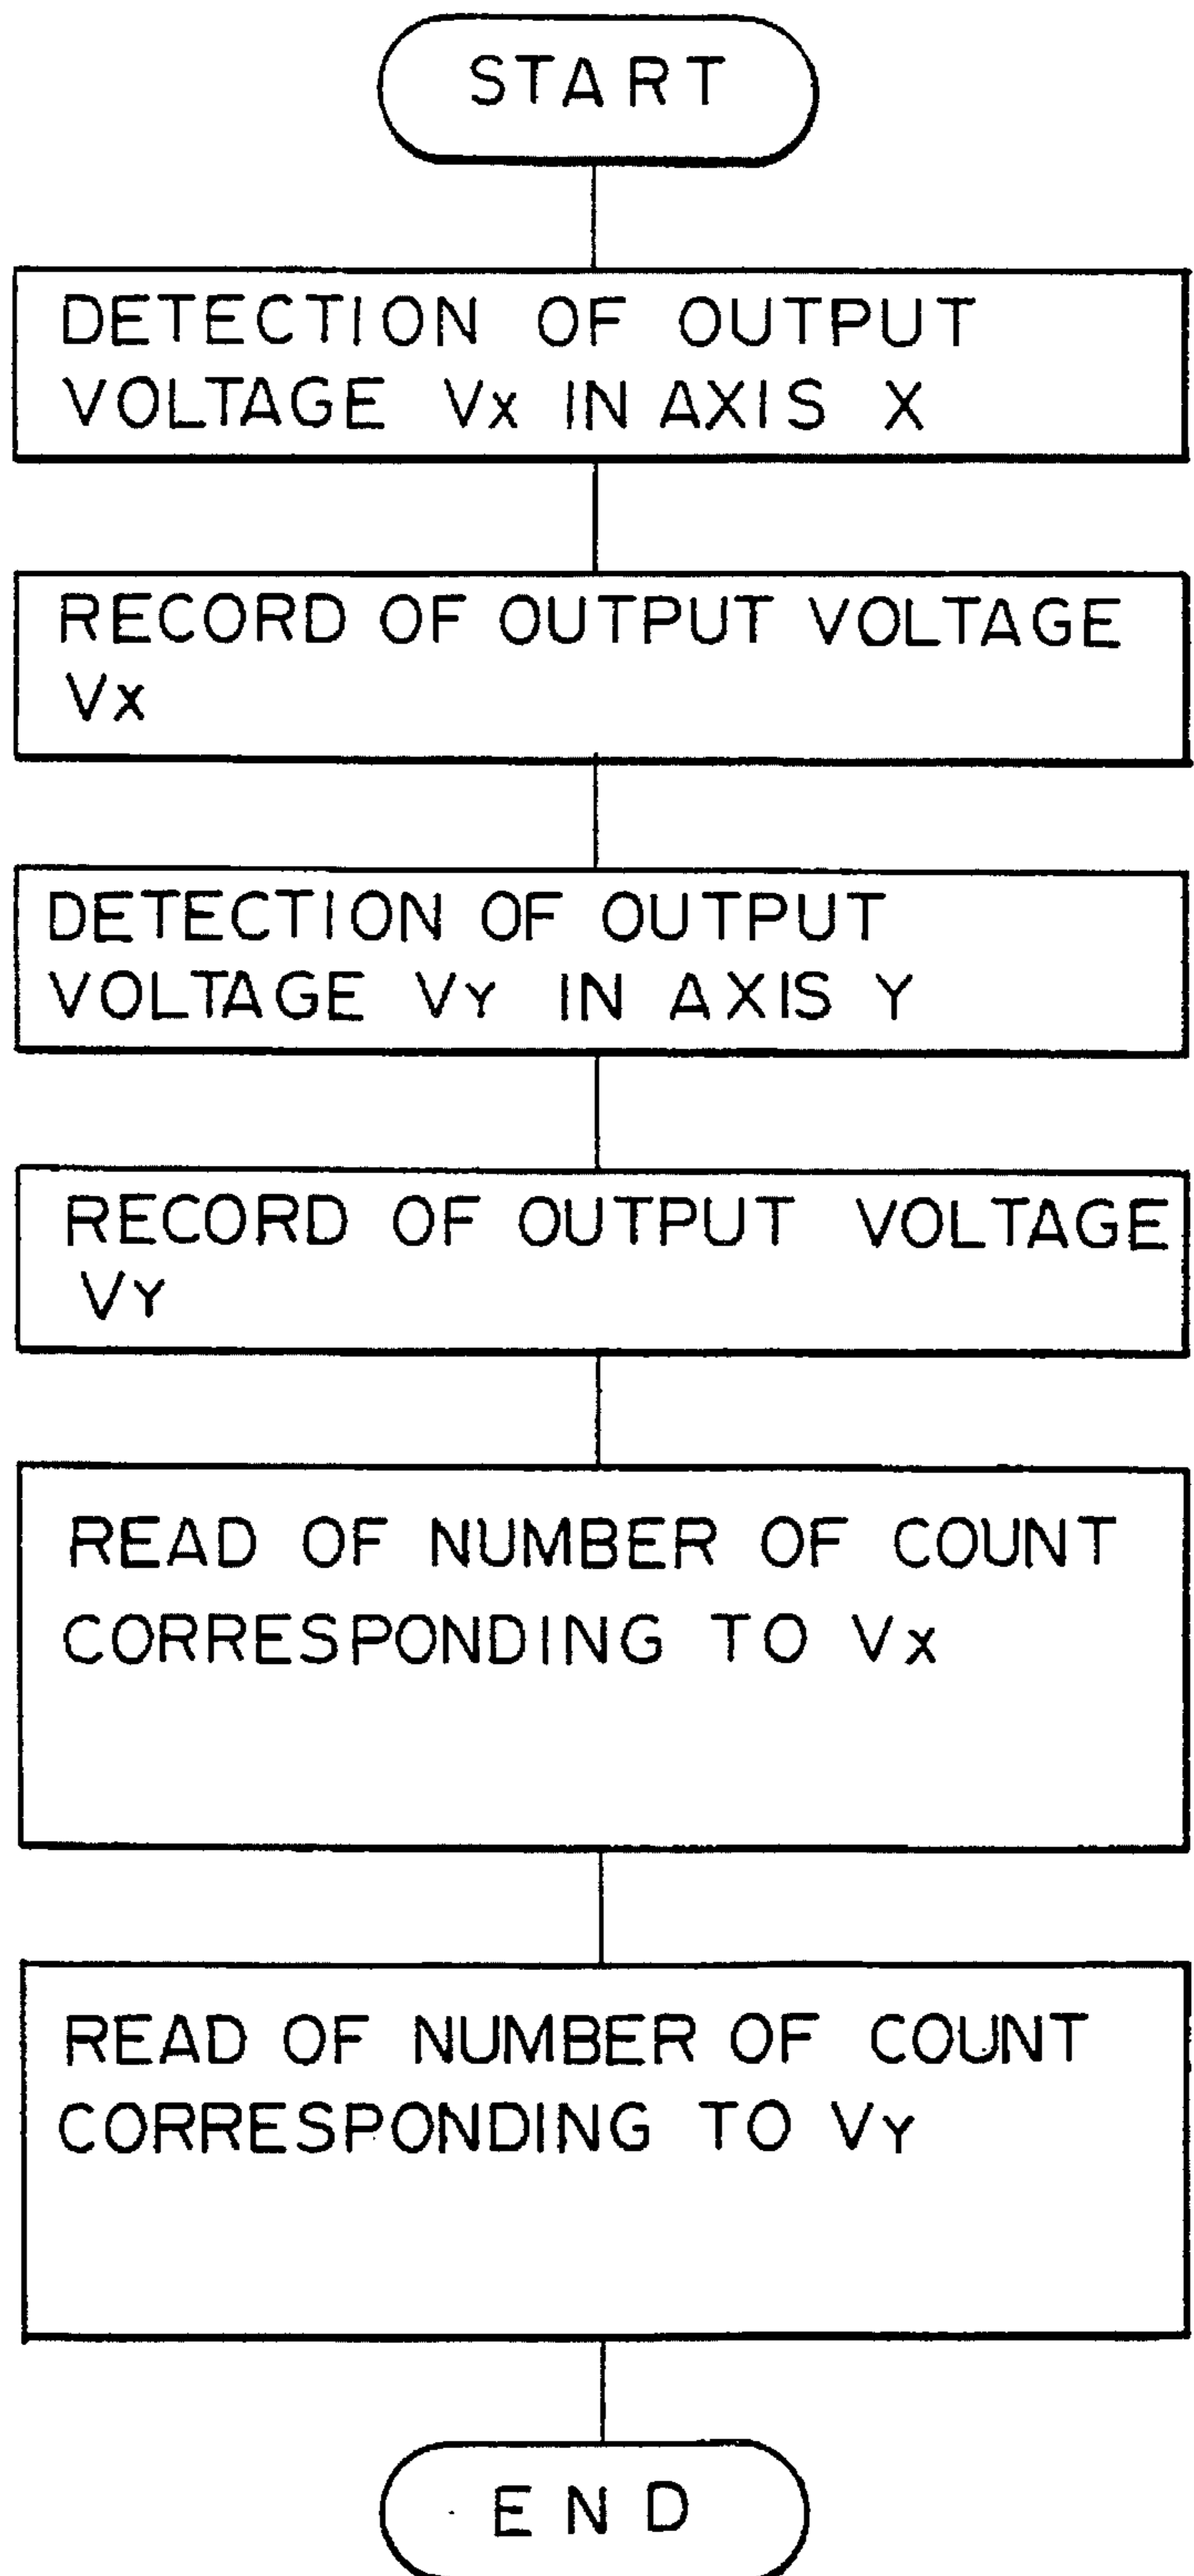 START
DETECTION OF OUTPUT
VOLTAGE Vx IN AXIS X
RECORD OF OUTPUT VOLTAGE
Vx
DETECTION OF OUTPUT
VOLTAGE VY IN AXIS Y
RECORD OF OUTPUT VOLTAGE
VY
READ OF NUMBER OF COUNT
CORRESPONDING TO Vx
READ OF NUMBER OF COUNT
CORRESPONDING TO VY
END